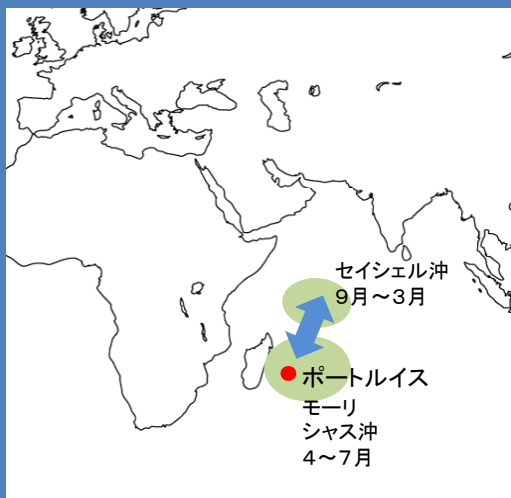 セイシェル沖
９月～３月
ポートルイス
モーリ
シャス沖
４～７月